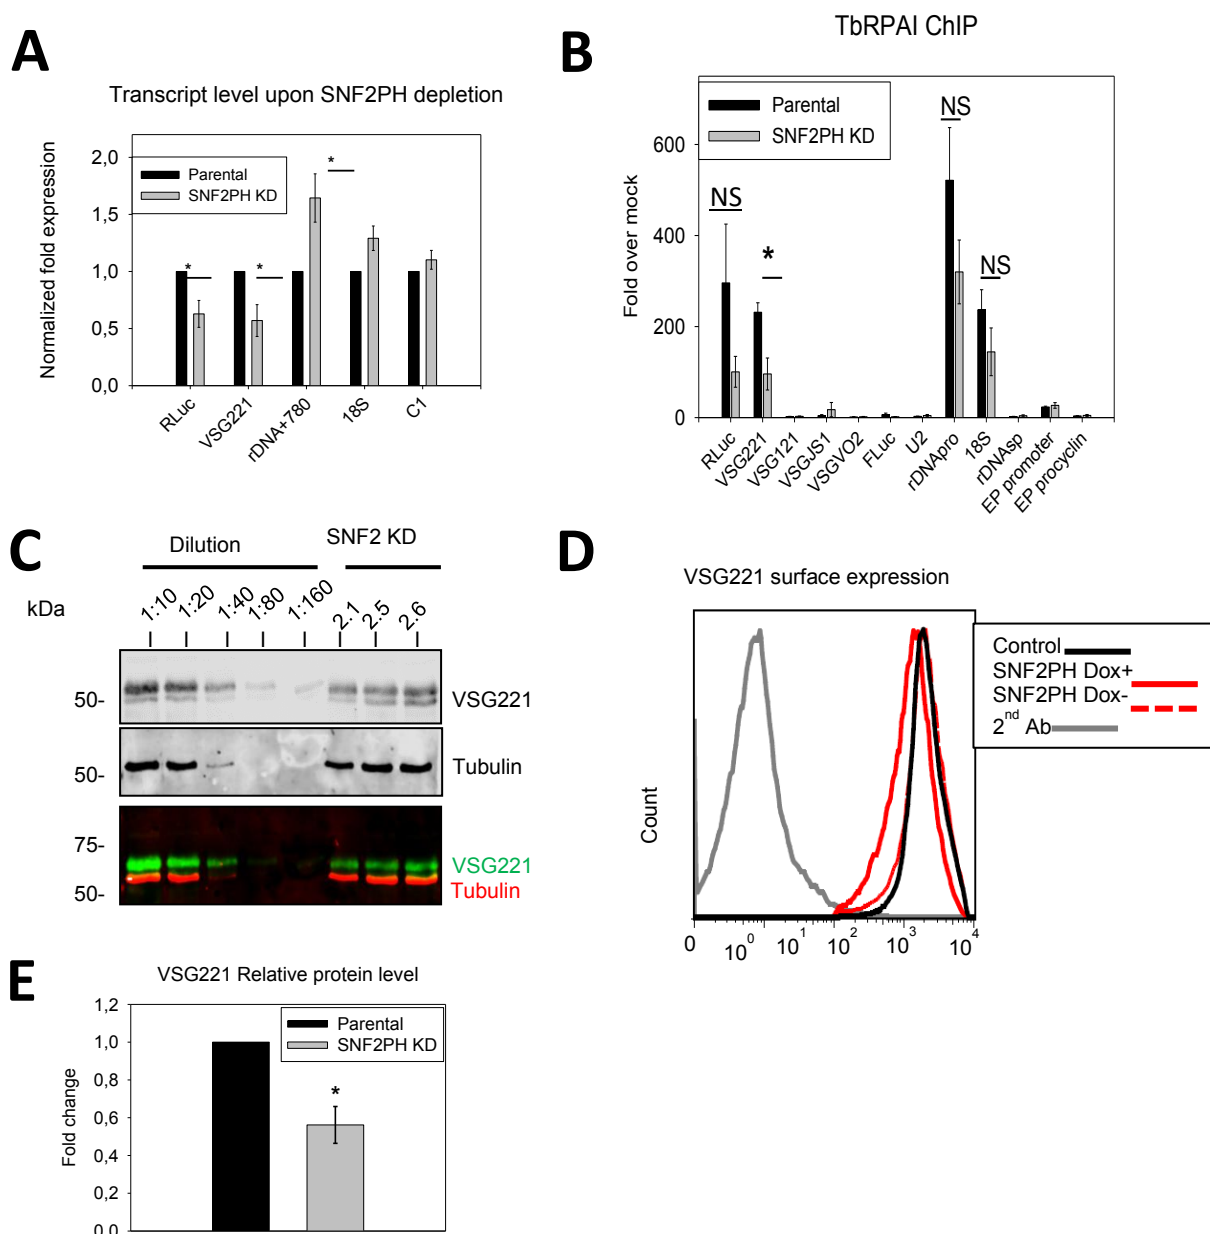 A
Transcript level upon SNF2PH depletion
Normalized fold expression
2,0
1,5
1,0
0,5
0,0
Parental
SNF2PH KD
*
*
*
RLuc
VSG221
rDNA+780
18S
C1
B
TbRPAI ChIP
Fold over mock
600
400
200
0
Parental
SNF2PH KD
NS
*
NS
NS
RLuc
VSG221
VSG121
VSGJS1
VSGVO2
FLuc
U2
rDNApro
18S
rDNAsp
EP promoter
EP procyclin
C
Dilution
SNF2 KD
kDa
1:10
1:20
1:40
1:80
1:160
2.1
2.5
2.6
50-
VSG221
50-
Tubulin
75-
50-
VSG221
Tubulin
D
VSG221 surface expression
Count
0
10^0
10^1
10^2
10^3
10^4
Control
SNF2PH Dox+
SNF2PH Dox-
2nd Ab
E
VSG221 Relative protein level
Fold change
1,2
1,0
0,8
0,6
0,4
0,2
0,0
Parental
SNF2PH KD
*